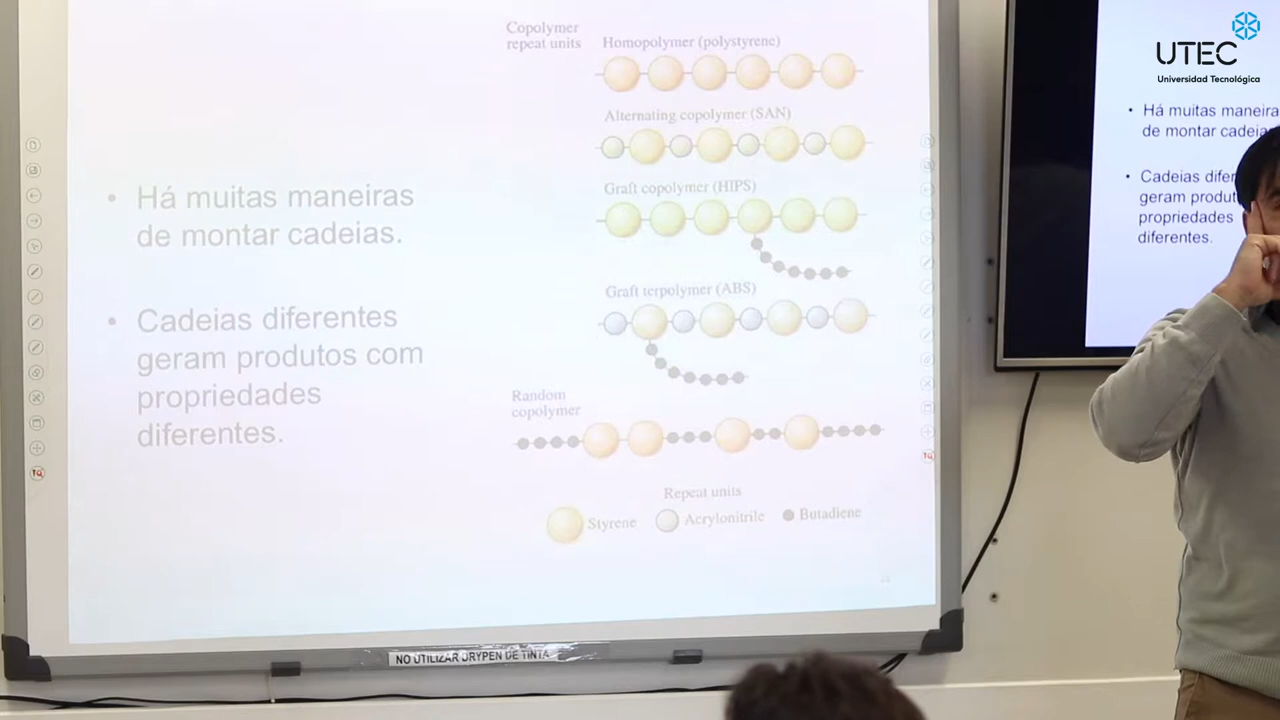 Copolymer
repeat units
Homopolymer (polystyrene)
Alternating copolymer (SAN)
Graft copolymer (HIPS)
Graft terpolymer (ABS)
Random
copolymer
Repeat units
Styrene
Acrylonitrile
Butadiene
• Há muitas maneiras
de montar cadeias.
• Cadeias diferentes
geram produtos com
propriedades
diferentes.
NO UTILIZAR DRYPEN DE TINTA
UTEC
Universidad Tecnológica
• Há muitas maneira
de montar cadeia
• Cadeias difer
geram produt
propriedades
diferentes.